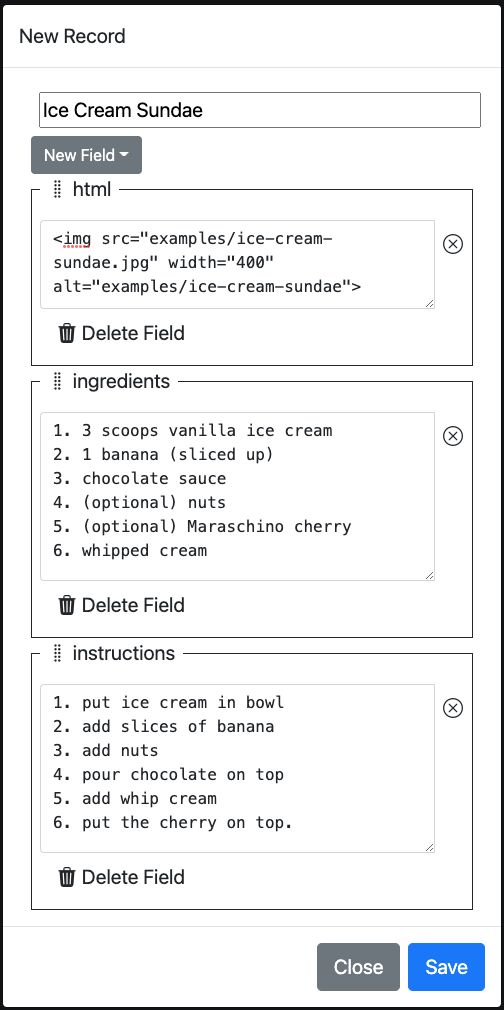 New Record
Ice Cream Sundae
New Field
html
<img src="examples/ice-cream-
sundae.jpg" width="400"
alt="examples/ice-cream-sundae">
Delete Field
ingredients
1. 3 scoops vanilla ice cream
2. 1 banana (sliced up)
3. chocolate sauce
4. (optional) nuts
5. (optional) Maraschino cherry
6. whipped cream
Delete Field
instructions
1. put ice cream in bowl
2. add slices of banana
3. add nuts
4. pour chocolate on top
5. add whip cream
6. put the cherry on top.
Delete Field
Close Save